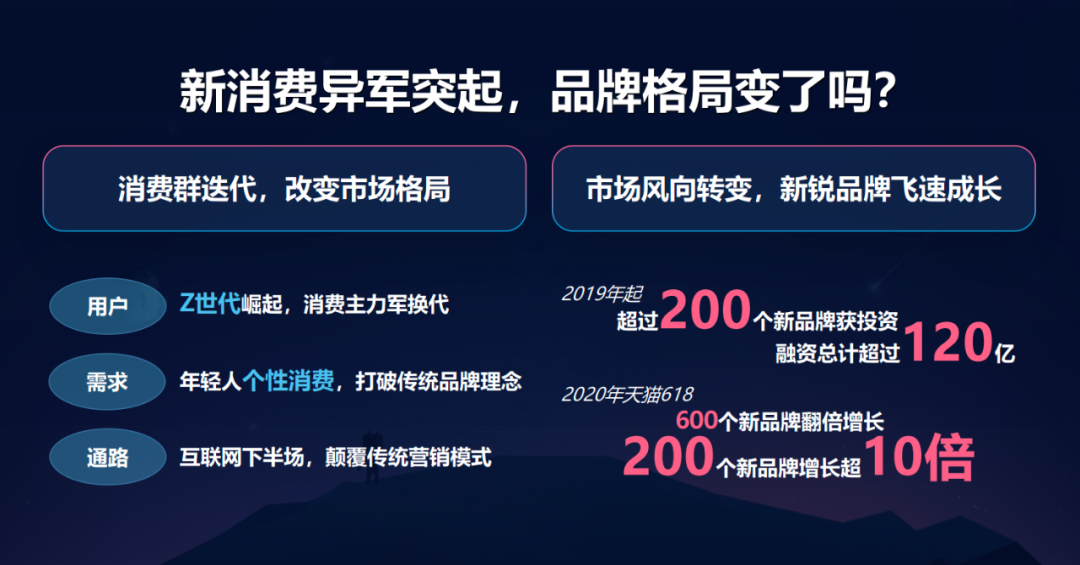 新消费异军突起，品牌格局变了吗？
消费群迭代，改变市场格局
用户
Z世代崛起，消费主力军换代
需求
年轻人个性消费，打破传统品牌理念
通路
互联网下半场，颠覆传统营销模式
市场风向转变，新锐品牌飞速成长
2019年起
超过200个新品牌获投资
融资总计超过120亿
2020年天猫618
600个新品牌翻倍增长
200个新品牌增长超10倍